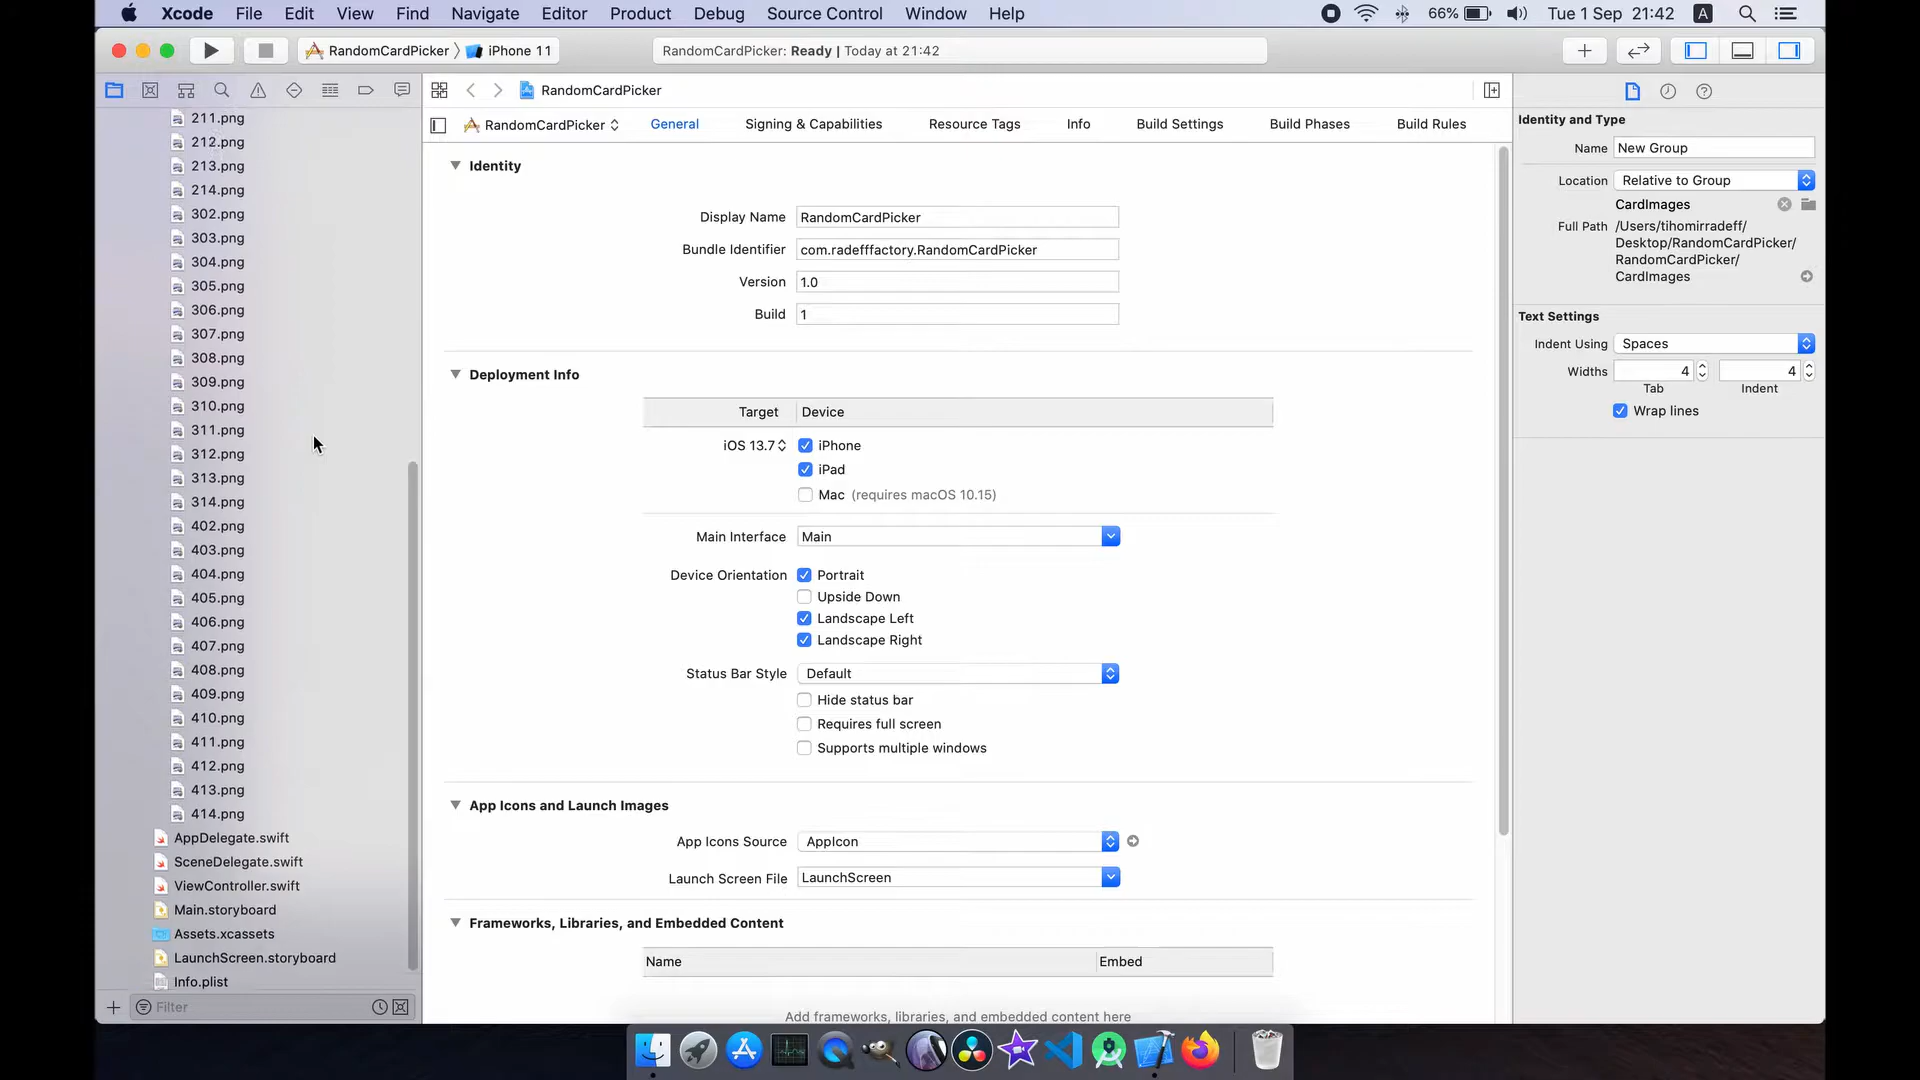 Xcode File Edit View Find Navigate Editor Product Debug Source Control Window Help 66% Tue 1 Sep 21:42 A
RandomCardPicker iPhone 11
RandomCardPicker: Ready | Today at 21:42
211.png
212.png
213.png
214.png
302.png
303.png
304.png
305.png
306.png
307.png
308.png
309.png
310.png
311.png
312.png
313.png
314.png
402.png
403.png
404.png
405.png
406.png
407.png
408.png
409.png
410.png
411.png
412.png
413.png
414.png
AppDelegate.swift
SceneDelegate.swift
ViewController.swift
Main.storyboard
Assets.xcassets
LaunchScreen.storyboard
Info.plist
Filter
RandomCardPicker
RandomCardPicker General Signing & Capabilities Resource Tags Info Build Settings Build Phases Build Rules
Identity
Display Name RandomCardPicker
Bundle Identifier com.radefffactory.RandomCardPicker
Version 1.0
Build 1
Deployment Info
Target Device
iOS 13.7 iPhone
iPad
Mac (requires macOS 10.15)
Main Interface Main
Device Orientation Portrait
Upside Down
Landscape Left
Landscape Right
Status Bar Style Default
Hide status bar
Requires full screen
Supports multiple windows
App Icons and Launch Images
App Icons Source AppIcon
Launch Screen File LaunchScreen
Frameworks, Libraries, and Embedded Content
Name Embed
Add frameworks, libraries, and embedded content here
Identity and Type
Name New Group
Location Relative to Group
CardImages
Full Path /Users/tihomirradeff/
Desktop/RandomCardPicker/
RandomCardPicker/
CardImages
Text Settings
Indent Using Spaces
Widths 4 4
Tab Indent
Wrap lines